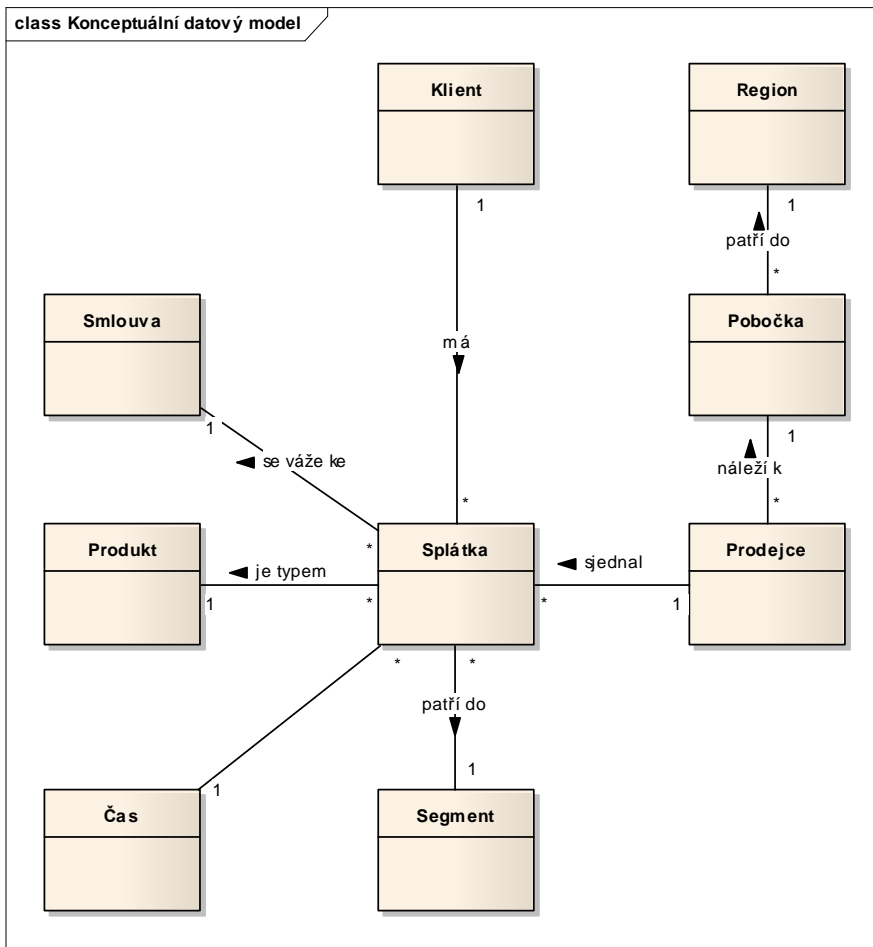 class Konceptuální datový model
Klient
Region
1
1
patří do
*
Smlouva
Pobočka
má
1
1
se váže ke
náleží k
*
*
*
Produkt
Splátka
Prodejce
je typem
sjednal
1
*
*
1
*
*
patří do
1
1
Čas
Segment